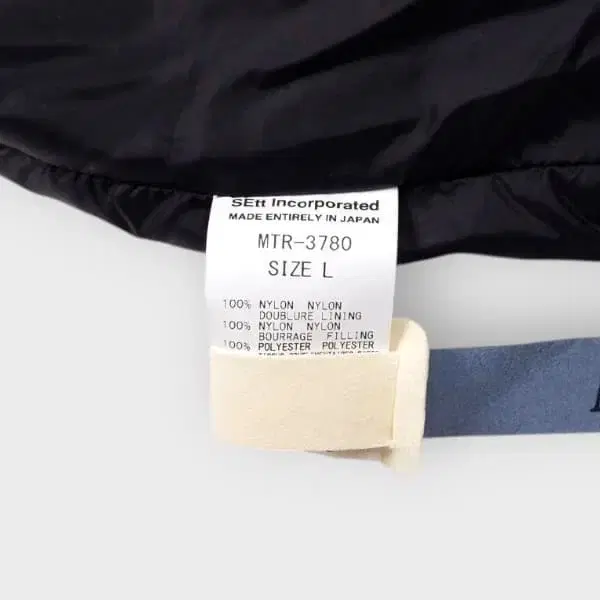 SEtt Incorporated
MADE ENTIRELY IN JAPAN
MTR-3780
SIZE L
100% NYLON NYLON
DOUBLURE LINING
100% NYLON NYLON
BOURRAGE FILLING
100% POLYESTER POLYESTER